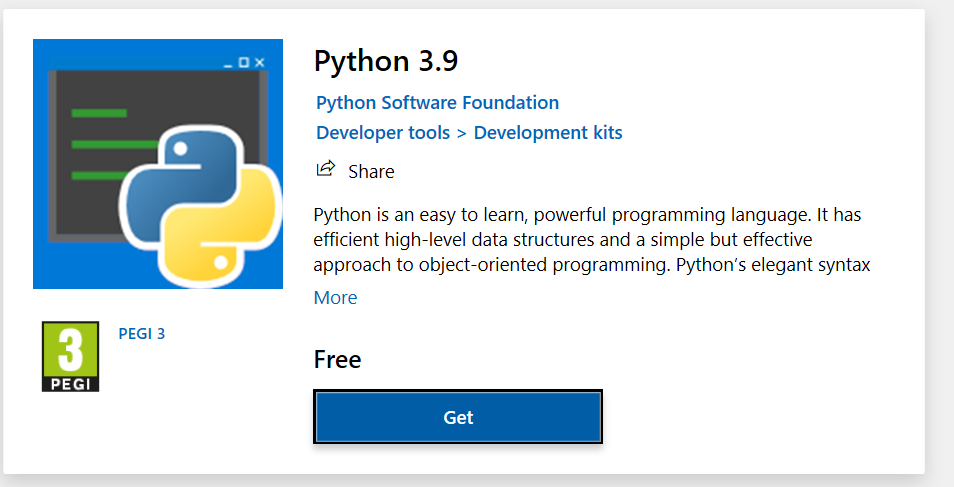 Python 3.9
Python Software Foundation
Developer tools > Development kits
Share
Python is an easy to learn, powerful programming language. It has
efficient high-level data structures and a simple but effective
approach to object-oriented programming. Python’s elegant syntax
More
3
PEGI
PEGI 3
Free
Get